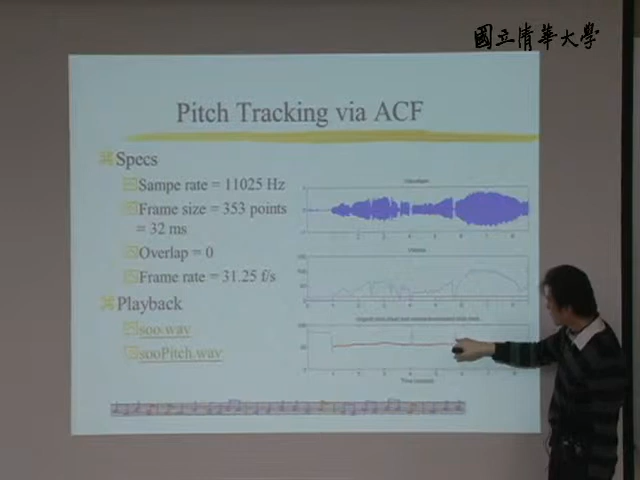 國立清華大學
Pitch Tracking via ACF
Specs
Sampe rate = 11025 Hz
Frame size = 353 points
= 32 ms
Overlap = 0
Frame rate = 31.25 f/s
Playback
soo.wav
sooPitch.wav
Waveform
Volume